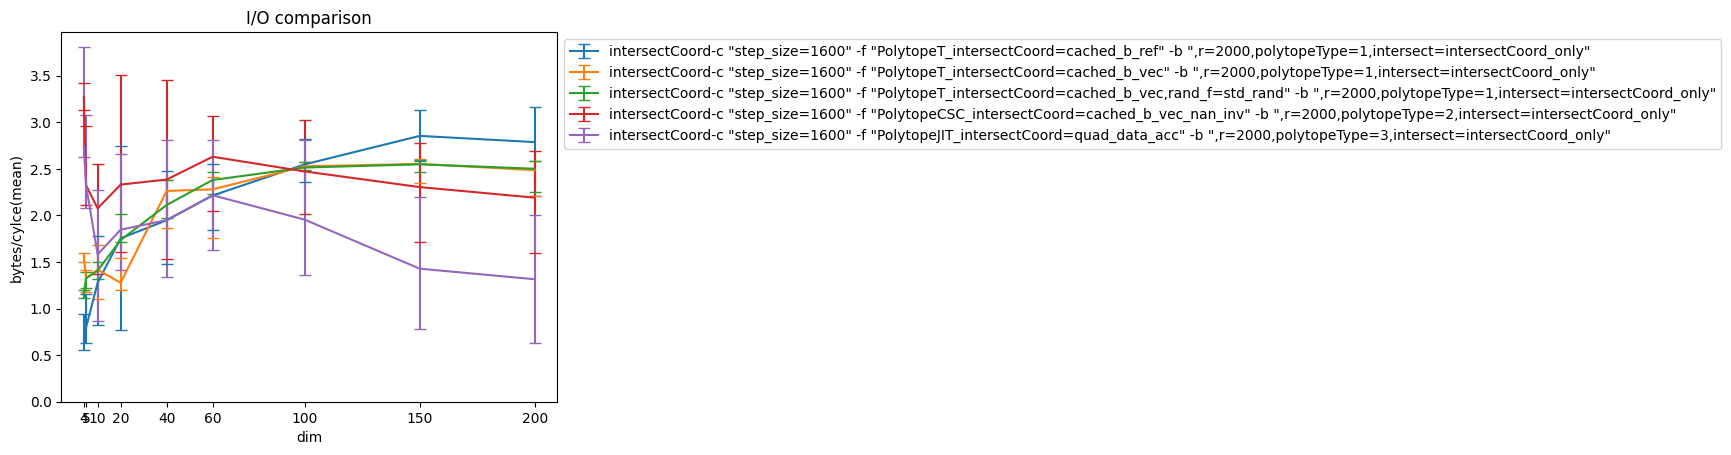 I/O comparison
bytes/cylce(mean)
3.5
3.0
2.5
2.0
1.5
1.0
0.5
0.0
4 5 10 20 40 60 100 150 200
dim
intersectCoord-c "step_size=1600" -f "PolytopeT_intersectCoord=cached_b_ref" -b ",r=2000,polytopeType=1,intersect=intersectCoord_only"
intersectCoord-c "step_size=1600" -f "PolytopeT_intersectCoord=cached_b_vec" -b ",r=2000,polytopeType=1,intersect=intersectCoord_only"
intersectCoord-c "step_size=1600" -f "PolytopeT_intersectCoord=cached_b_vec,rand_f=std_rand" -b ",r=2000,polytopeType=1,intersect=intersectCoord_only"
intersectCoord-c "step_size=1600" -f "PolytopeCSC_intersectCoord=cached_b_vec_nan_inv" -b ",r=2000,polytopeType=2,intersect=intersectCoord_only"
intersectCoord-c "step_size=1600" -f "PolytopeJIT_intersectCoord=quad_data_acc" -b ",r=2000,polytopeType=3,intersect=intersectCoord_only"